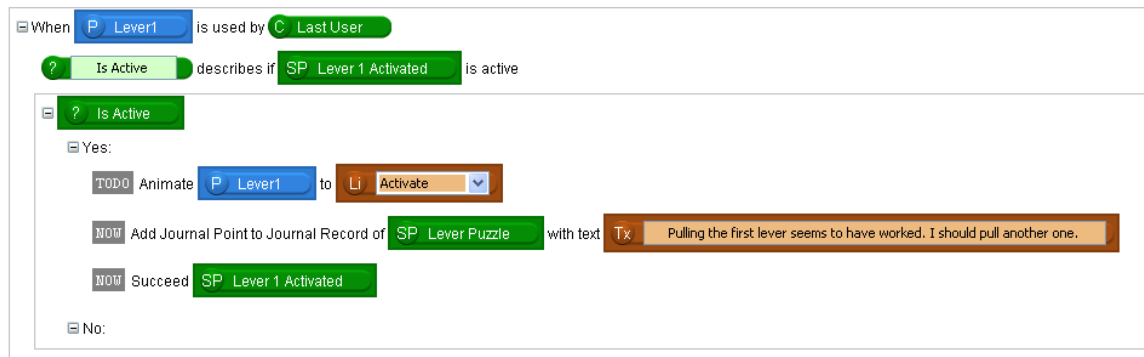 When P Lever1 is used by C Last User
? Is Active describes if SP Lever 1 Activated is active
? Is Active
Yes:
TODO Animate P Lever1 to Li Activate
NOW Add Journal Point to Journal Record of SP Lever Puzzle with text Tx Pulling the first lever seems to have worked. I should pull another one.
NOW Succeed SP Lever 1 Activated
No: